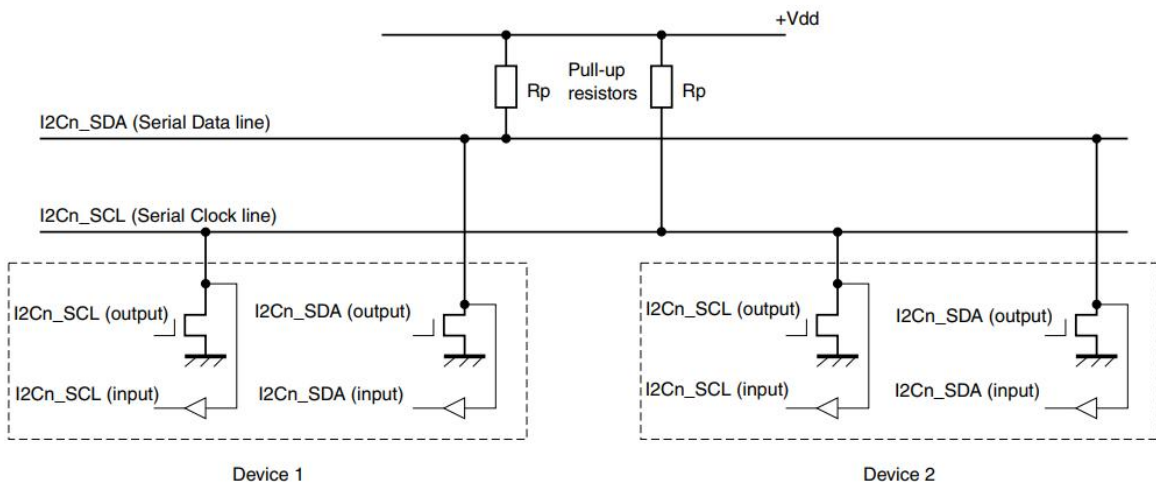 +Vdd
Pull-up
resistors
Rp
Rp
I2Cn_SDA (Serial Data line)
I2Cn_SCL (Serial Clock line)
I2Cn_SCL (output)
I2Cn_SDA (output)
I2Cn_SCL (input)
I2Cn_SDA (input)
I2Cn_SCL (output)
I2Cn_SDA (output)
I2Cn_SCL (input)
I2Cn_SDA (input)
Device 1
Device 2